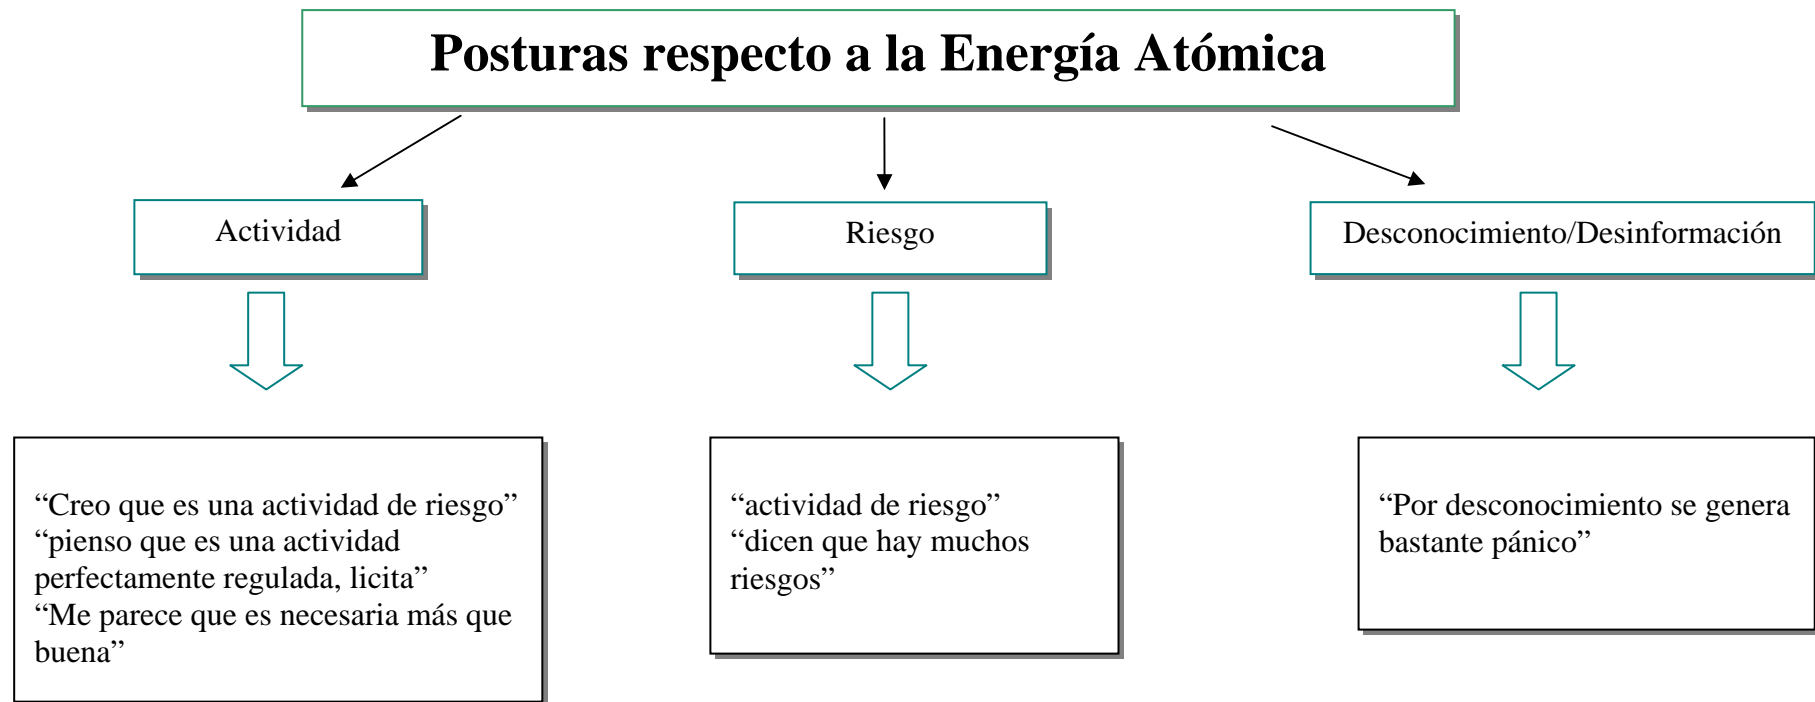 Posturas respecto a la Energía Atómica
Actividad
Riesgo
Desconocimiento/Desinformación
“Creo que es una actividad de riesgo”
“pienso que es una actividad
perfectamente regulada, licita”
“Me parece que es necesaria más que
buena”
“actividad de riesgo”
“dicen que hay muchos
riesgos”
“Por desconocimiento se genera
bastante pánico”